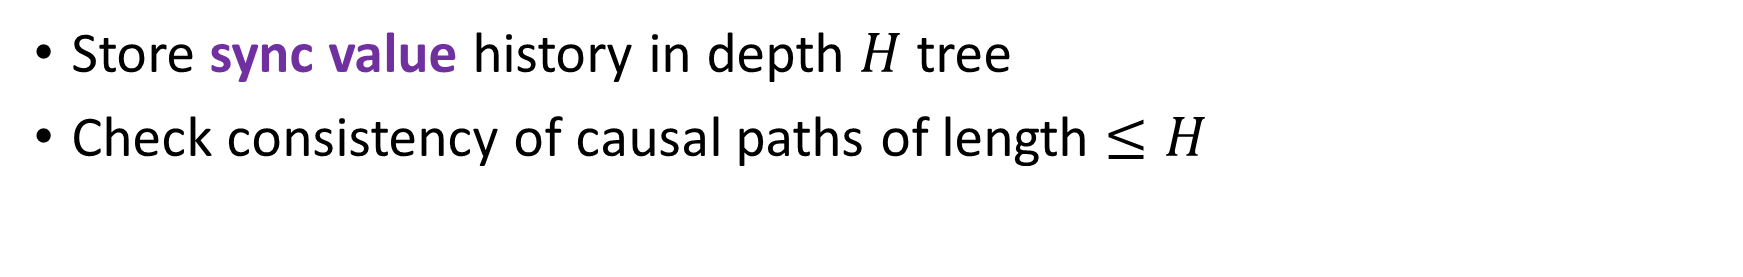 • Store sync value history in depth H tree
• Check consistency of causal paths of length ≤ H